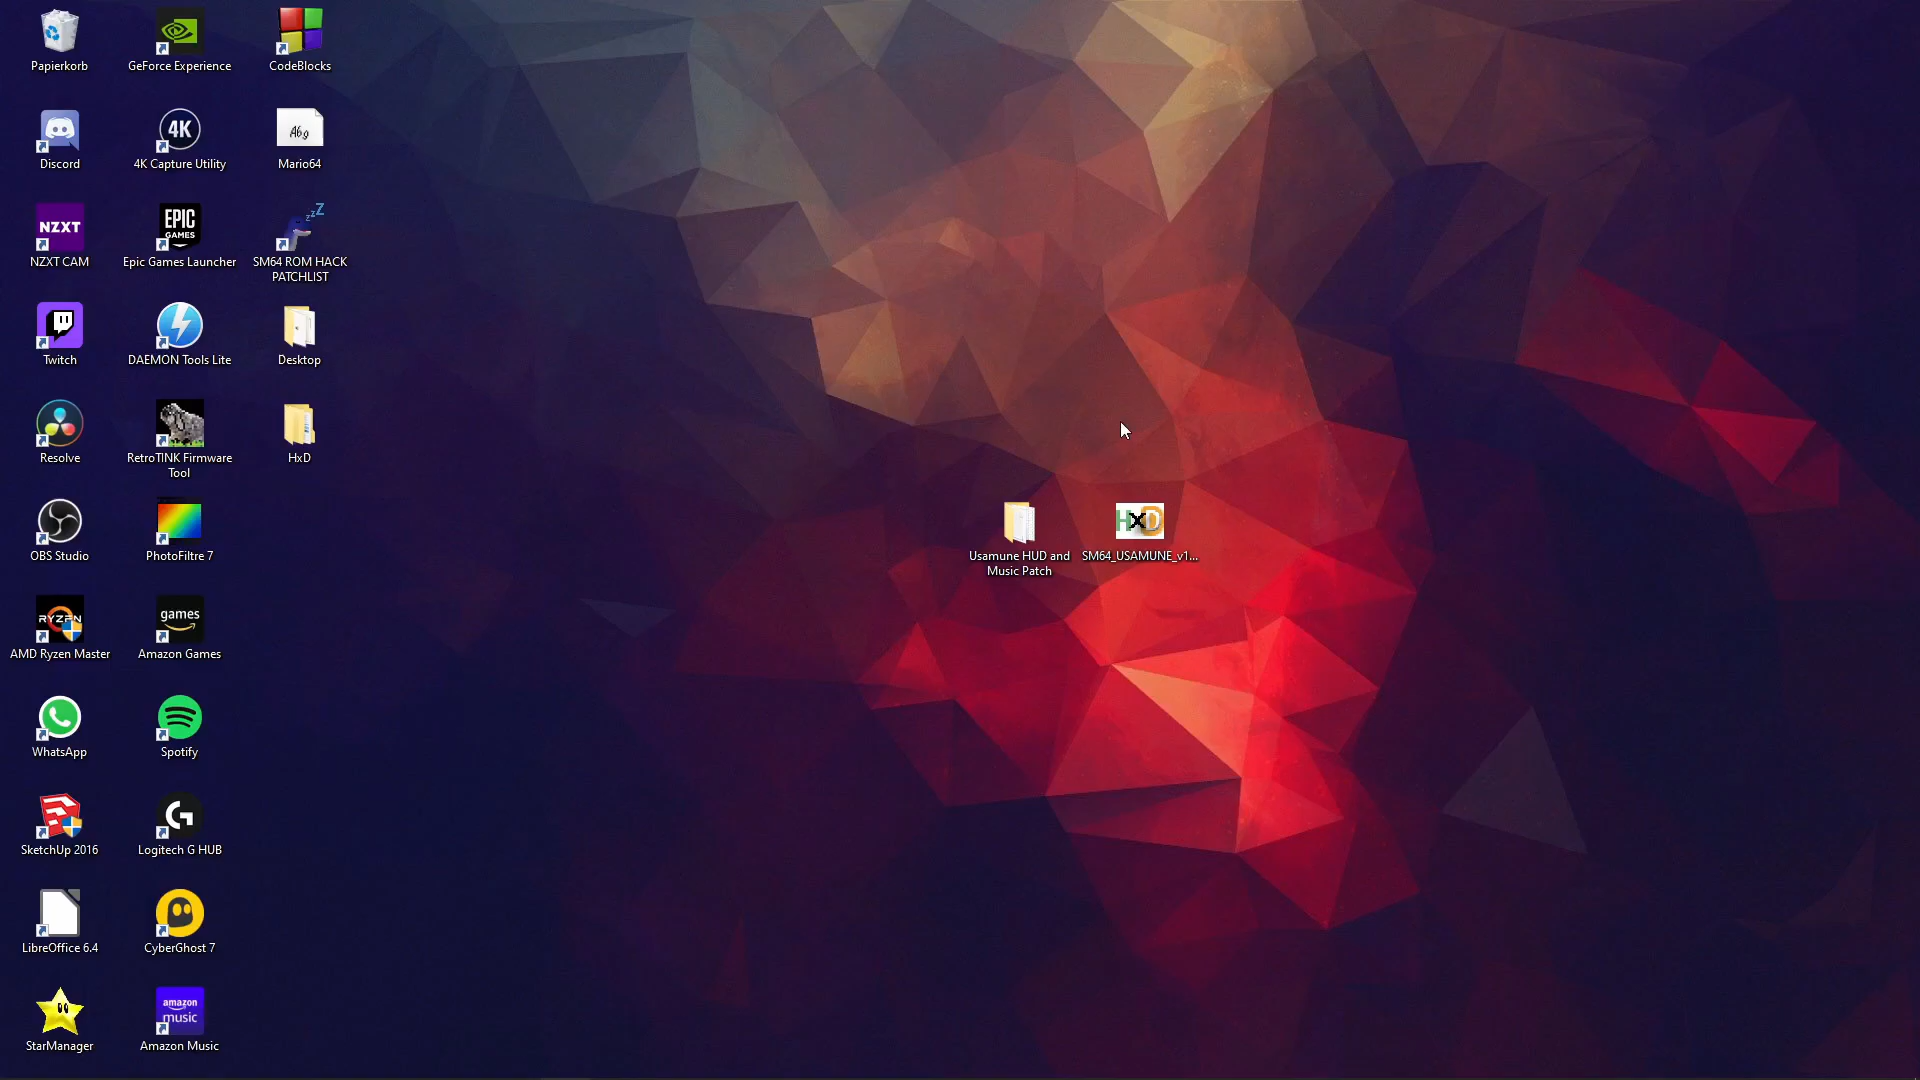 Papierkorb
GeForce Experience
CodeBlocks
Discord
4K
4K Capture Utility
Abg
Mario64
NZXT
NZXT CAM
EPIC
GAMES
Epic Games Launcher
zzZ
SM64 ROM HACK
PATCHLIST
Twitch
DAEMON Tools Lite
Desktop
Resolve
RetroTINK Firmware
Tool
HxD
OBS Studio
PhotoFiltre 7
Usamune HUD and
Music Patch
HxD
SM64_USAMUNE_v1...
RYZEN
AMD Ryzen Master
games
Amazon Games
WhatsApp
Spotify
SketchUp 2016
Logitech G HUB
LibreOffice 6.4
CyberGhost 7
StarManager
amazon
music
Amazon Music